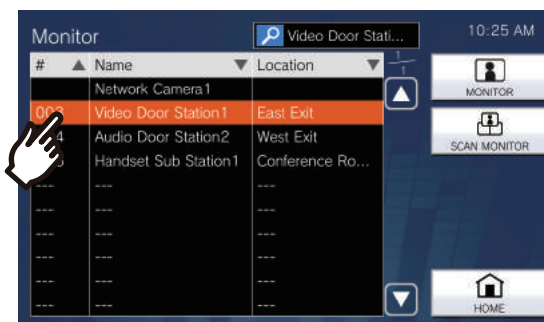 Monitor
Video Door Stati...
10:25 AM
# Name Location
1/1
Network Camera1
003 Video Door Station1 East Exit
4 Audio Door Station2 West Exit
Handset Sub Station1 Conference Ro...
--- --- ---
--- --- ---
--- --- ---
--- --- ---
--- --- ---
--- --- ---
MONITOR
SCAN MONITOR
HOME